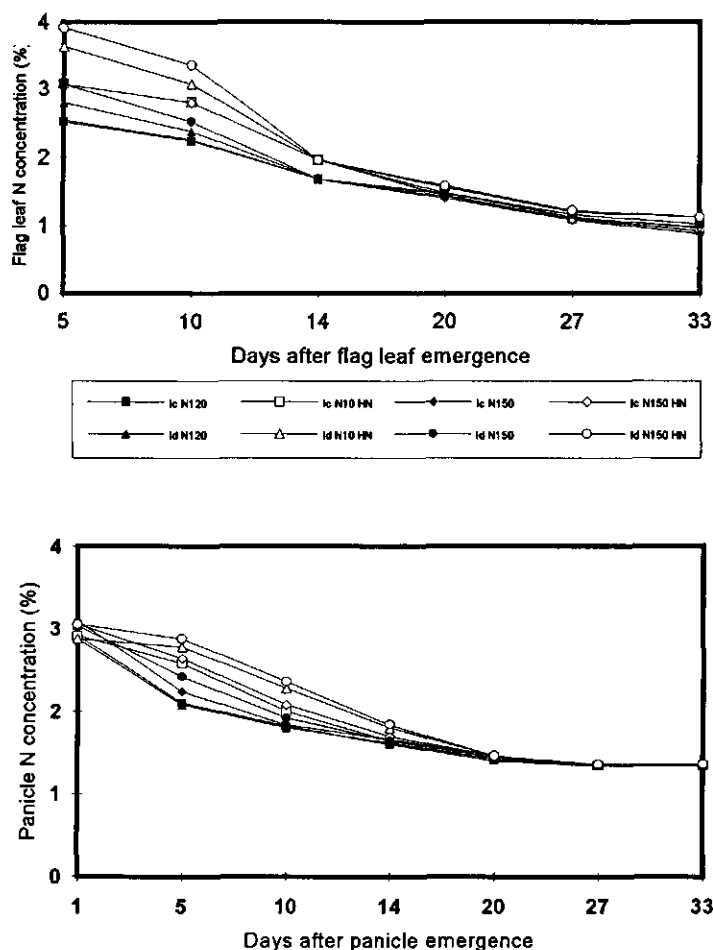 Flag leaf N concentration (%)
4
3
2
1
0
5 10 14 20 27 33
Days after flag leaf emergence
Ic N120 Ic N10 HN Ic N150 Ic N150 HN
Id N120 Id N10 HN Id N150 Id N150 HN
Panicle N concentration (%)
4
3
2
1
0
1 5 10 14 20 27 33
Days after panicle emergence